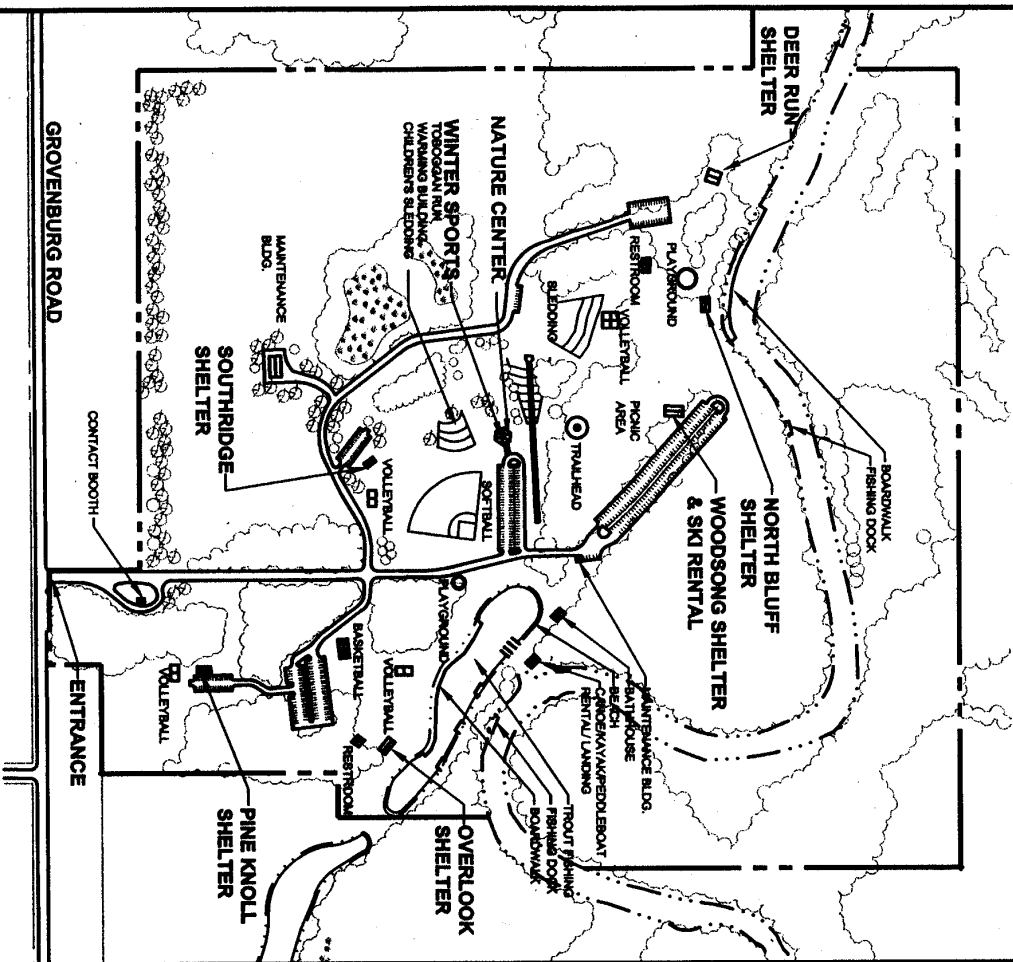 DEER RUN
SHELTER
BOARDWALK
FISHING DOCK
NORTH BLUFF
SHELTER
WOODSONG SHELTER
& SKI RENTAL
PLAYGROUND
RESTROOM
VOLLEYBALL
SLEDDING
PICNIC
AREA
TRAILHEAD
NATURE CENTER
WINTER SPORTS
TOBOGGAN RUN
WARMING BUILDING
CHILDREN'S SLEDDING
SOFTBALL
MAINTENANCE
BLDG.
SOUTHRIDGE
SHELTER
VOLLEYBALL
CONTACT BOOTH
GROVENBURG ROAD
ENTRANCE
MAINTENANCE BLDG.
BATHHOUSE
BEACH
CANOE/KAYAK/PEDDLEBOAT
RENTAL/ LANDING
TROUT FISHING
FISHING DOCK
BOARDWALK
PLAYGROUND
BASKETBALL
VOLLEYBALL
RESTROOM
OVERLOOK
SHELTER
VOLLEYBALL
PINE KNOLL
SHELTER